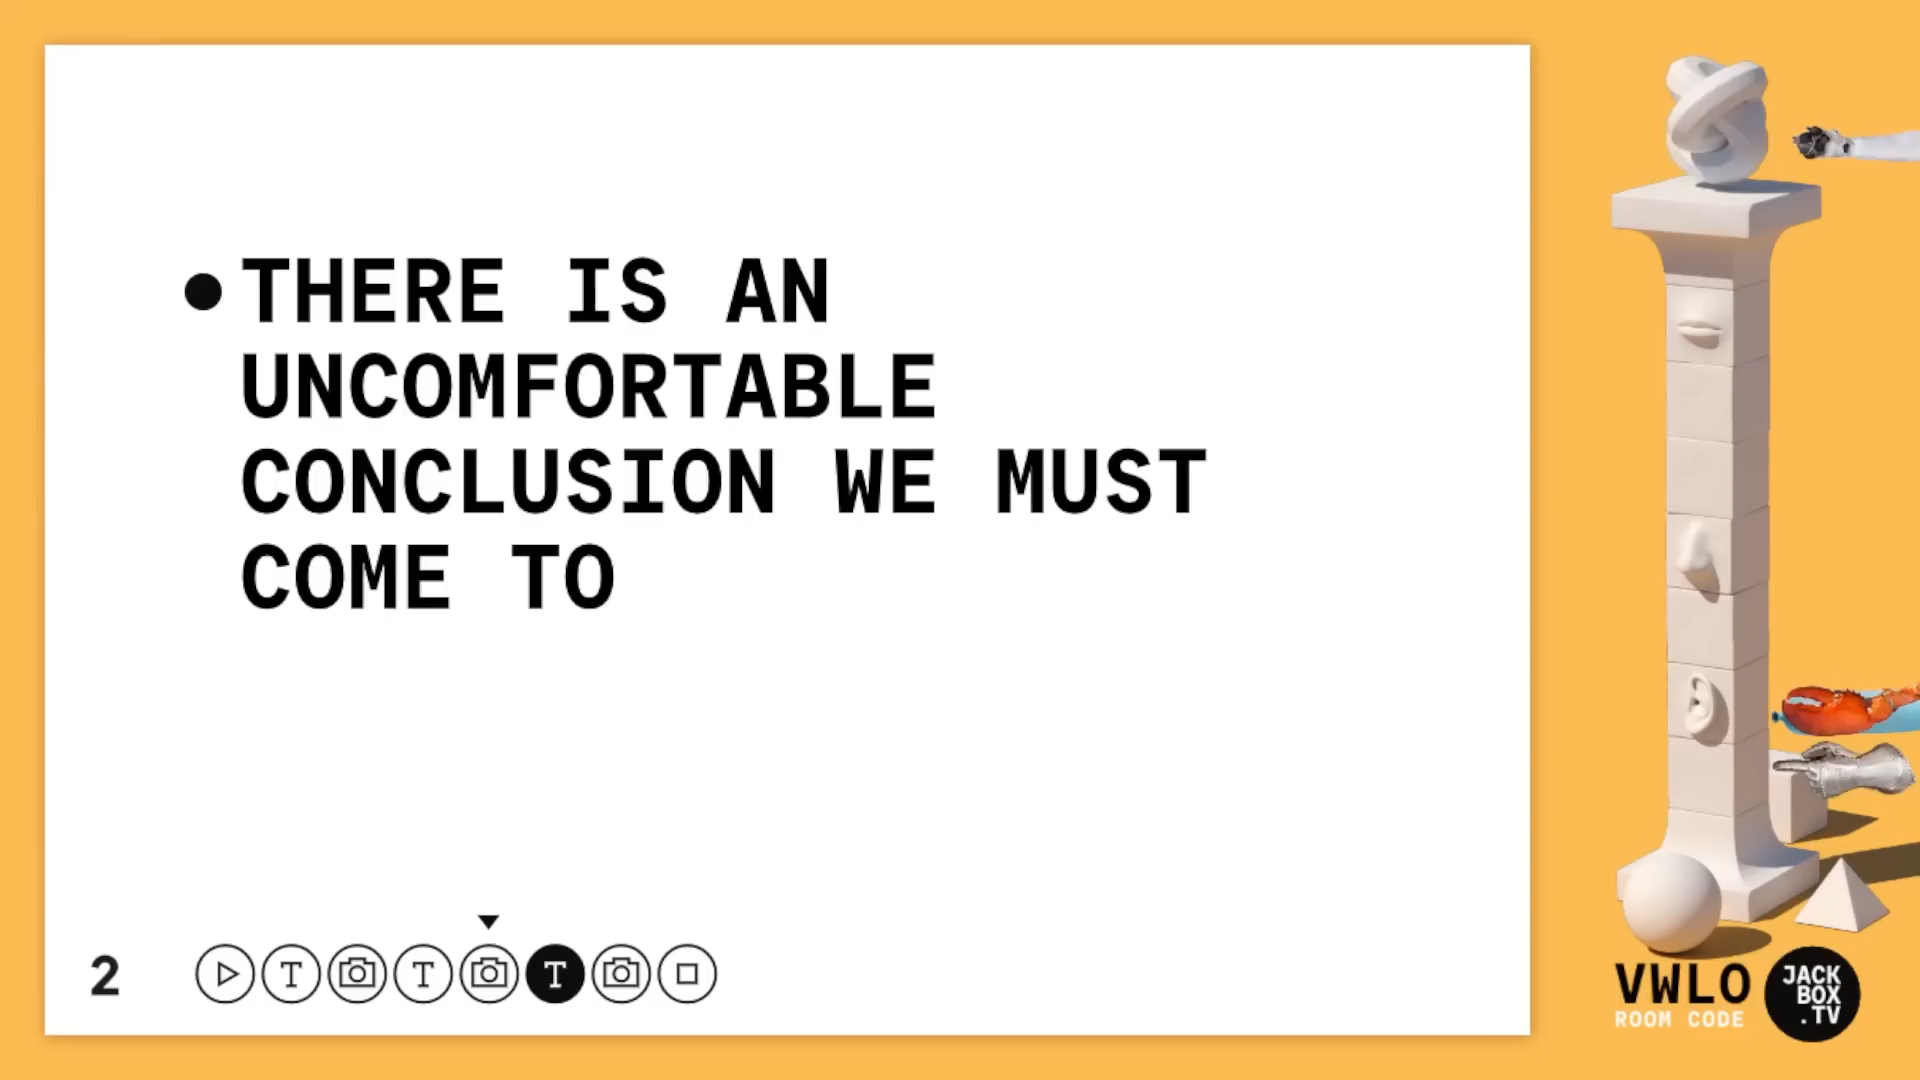 THERE IS AN
UNCOMFORTABLE
CONCLUSION WE MUST
COME TO
2
T
T
T
VWLO
ROOM CODE
JACK
BOX
.TV